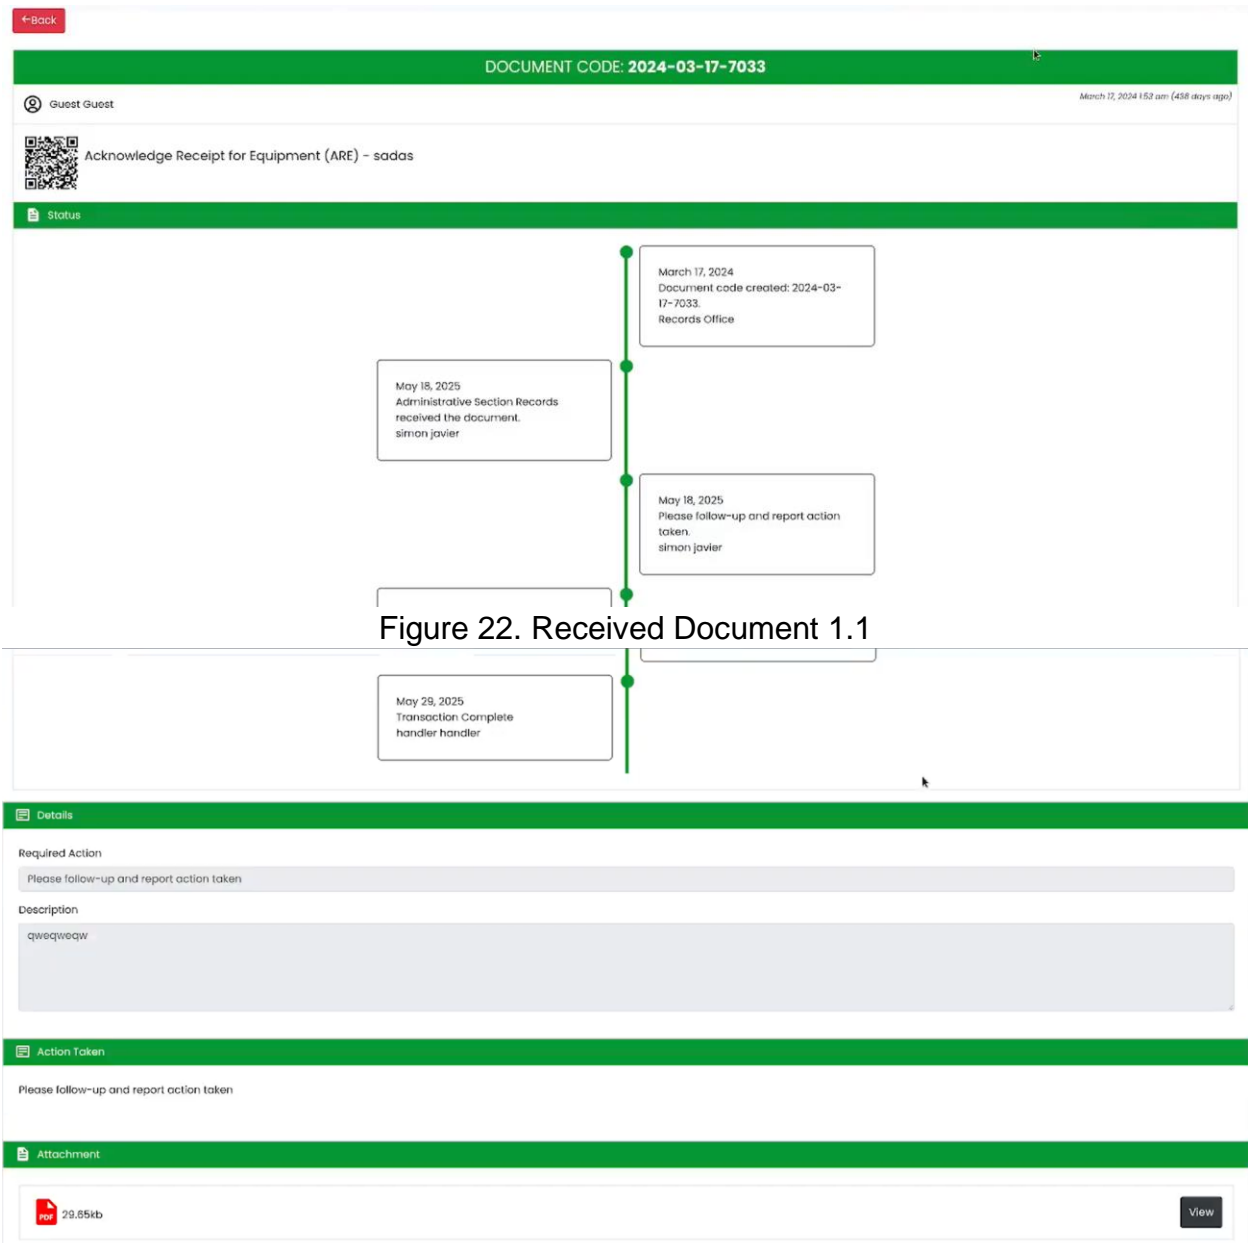 ←Back
DOCUMENT CODE: 2024-03-17-7033
Guest Guest
March 17, 2024 1:53 am (438 days ago)
Acknowledge Receipt for Equipment (ARE) - sadas
Status
March 17, 2024
Document code created: 2024-03-
17-7033.
Records Office
May 18, 2025
Administrative Section Records
received the document.
simon javier
May 18, 2025
Please follow-up and report action
taken.
simon javier
Figure 22. Received Document 1.1
May 29, 2025
Transaction Complete
handler handler
Details
Required Action
Please follow-up and report action taken
Description
qweqweqw
Action Taken
Please follow-up and report action taken
Attachment
PDF
29.65kb
View